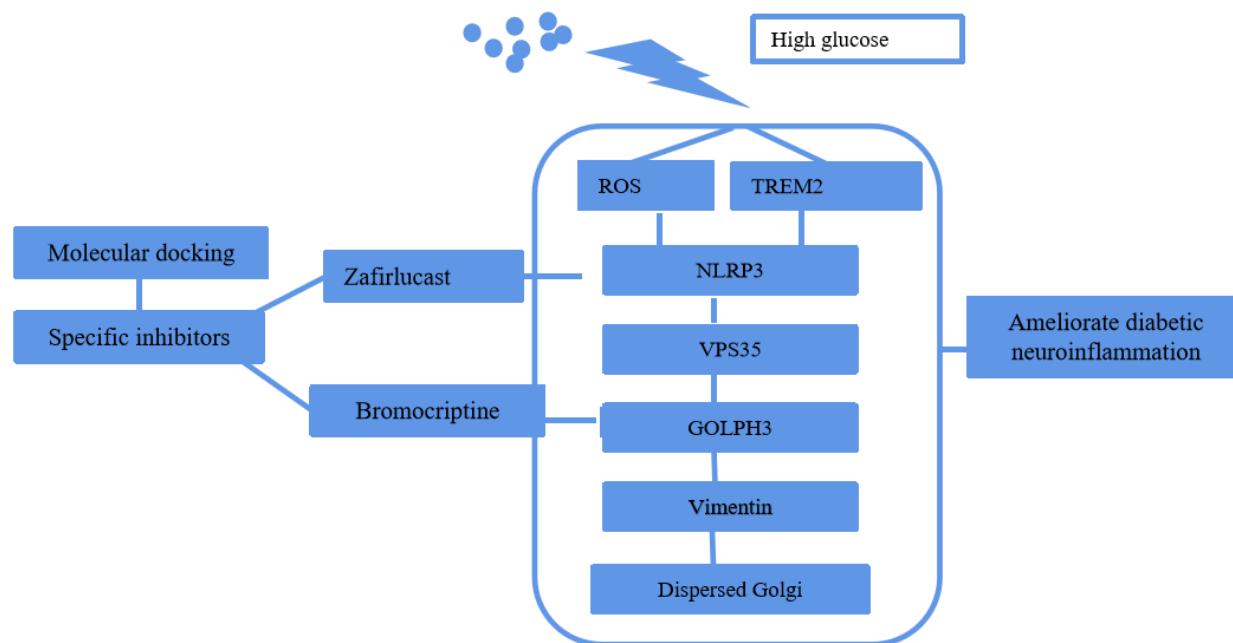 High glucose
ROS
TREM2
Molecular docking
Zafirlucast
NLRP3
Specific inhibitors
VPS35
Ameliorate diabetic
neuroinflammation
Bromocriptine
GOLPH3
Vimentin
Dispersed Golgi